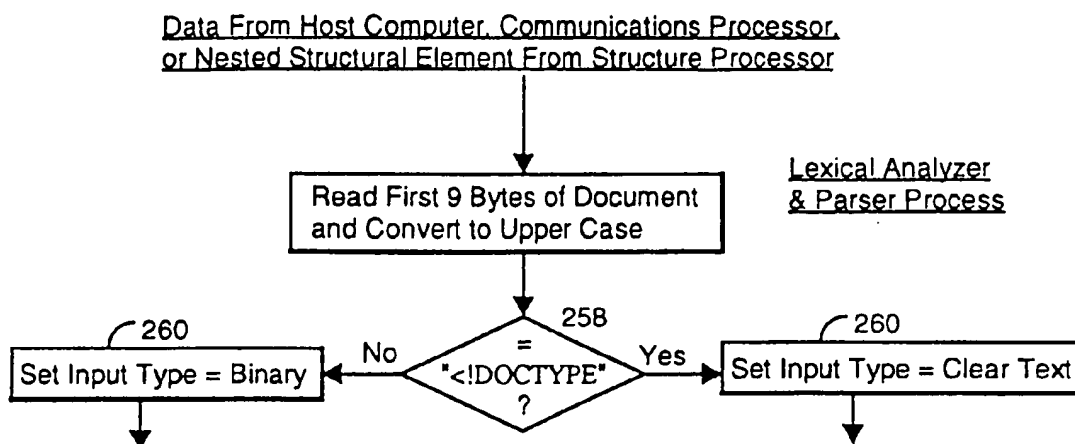 Data From Host Computer, Communications Processor,
or Nested Structural Element From Structure Processor
Lexical Analyzer
& Parser Process
Read First 9 Bytes of Document
and Convert to Upper Case
258
=
"<!DOCTYPE"
?
No
Yes
260
Set Input Type = Binary
260
Set Input Type = Clear Text